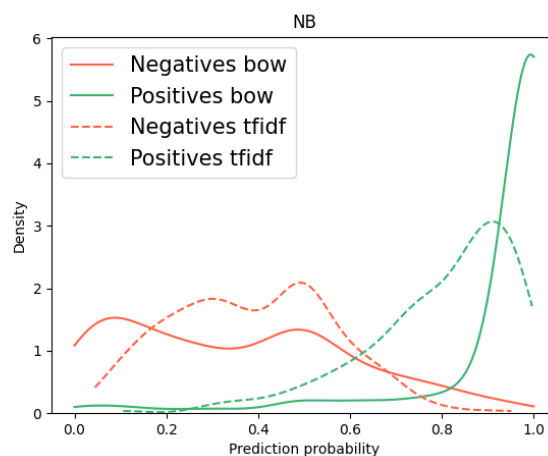 NB
6
5
4
3
2
1
0
Density
Negatives bow
Positives bow
Negatives tfidf
Positives tfidf
0.0 0.2 0.4 0.6 0.8 1.0
Prediction probability